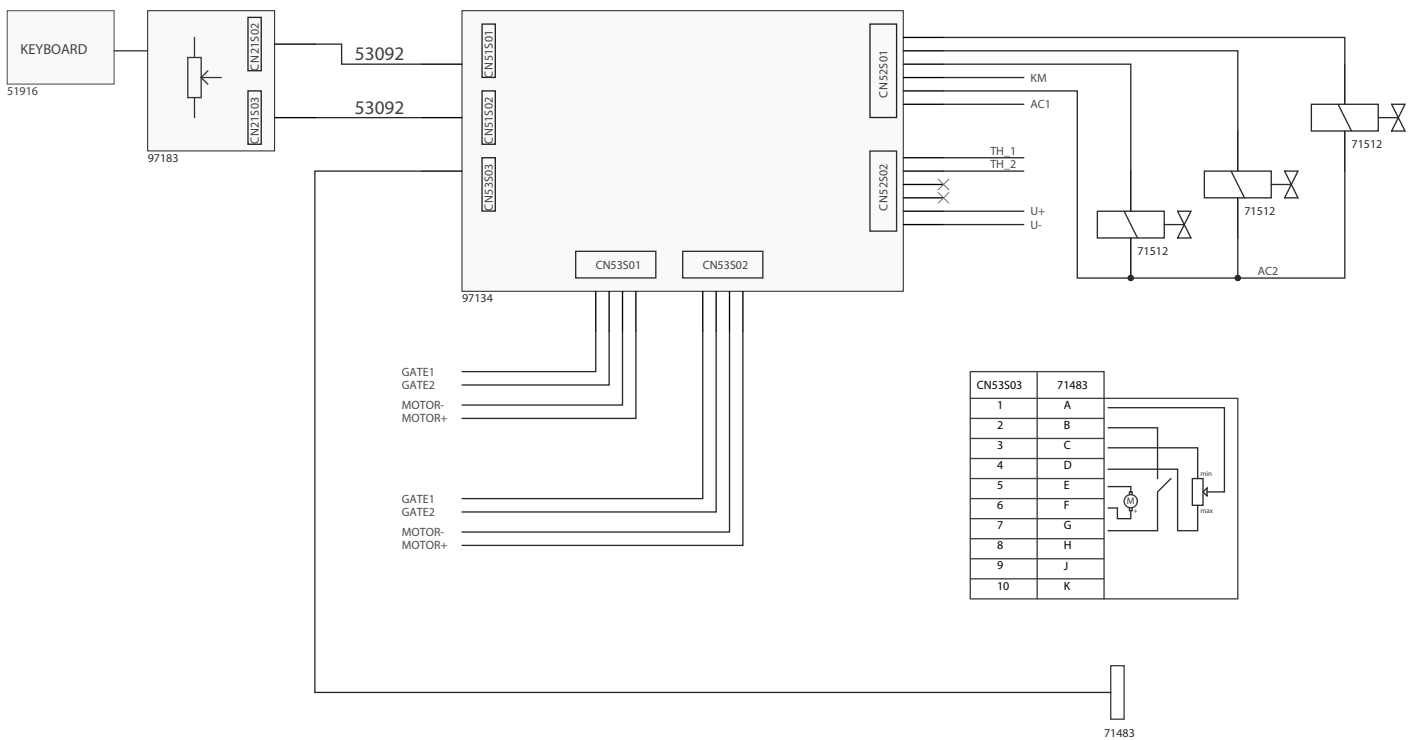 KEYBOARD
51916
CN21S02
CN21S03
97183
53092
53092
CN51S01
CN51S02
CN53S03
CN52S01
CN52S02
CN53S01
CN53S02
97134
KM
AC1
TH_1
TH_2
U+
U-
71512
71512
71512
AC2
GATE1
GATE2
MOTOR-
MOTOR+
GATE1
GATE2
MOTOR-
MOTOR+
CN53S03 71483
1 A
2 B
3 C
4 D
5 E
6 F
7 G
8 H
9 J
10 K
M
+
min
max
71483